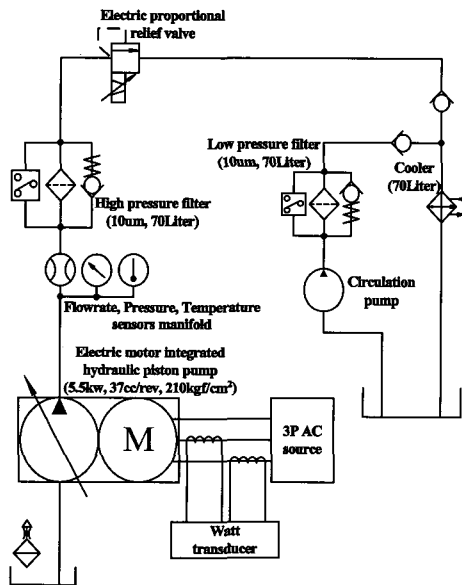 Electric proportional
relief valve
Low pressure filter
(10um, 70Liter)
Cooler
(70Liter)
High pressure filter
(10um, 70Liter)
Circulation
pump
Flowrate, Pressure, Temperature
sensors manifold
Electric motor integrated
hydraulic piston pump
(5.5kw, 37cc/rev, 210kgf/cm²)
M
3P AC
source
Watt
transducer